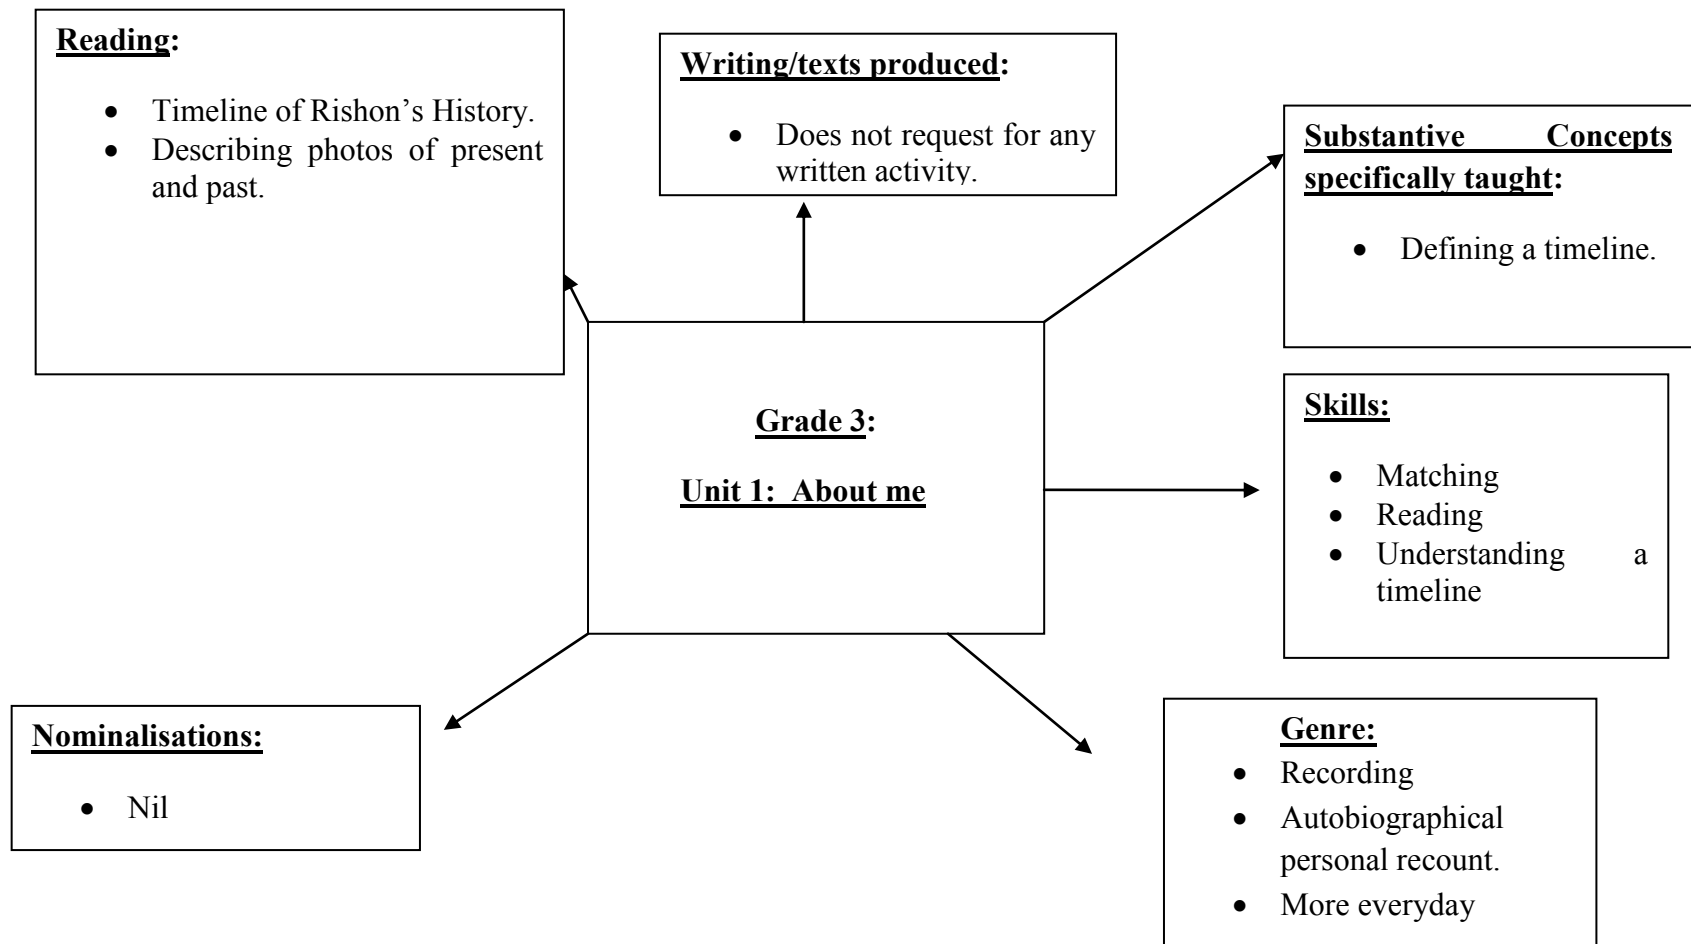 Reading:
• Timeline of Rishon’s History.
• Describing photos of present
and past.
Writing/texts produced:
• Does not request for any
written activity.
Substantive Concepts
specifically taught:
• Defining a timeline.
Grade 3:
Unit 1: About me
Skills:
• Matching
• Reading
• Understanding a
timeline
Nominalisations:
• Nil
Genre:
• Recording
• Autobiographical
personal recount.
• More everyday